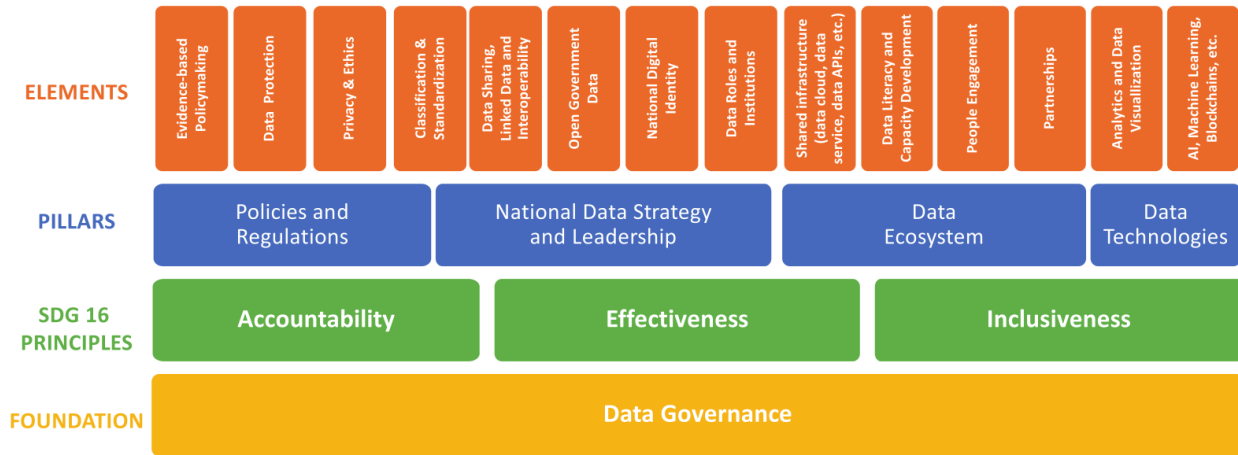 ELEMENTS
Evidence-based
Policymaking
Data Protection
Privacy & Ethics
Classification &
Standardization
Data Sharing,
Linked Data and
Interoperability
Open Government
Data
National Digital
Identity
Data Roles and
Institutions
Shared infrastructure
(data cloud, data
service, data APIs, etc.)
Data Literacy and
Capacity Development
People Engagement
Partnerships
Analytics and Data
Visuallization
AI, Machine Learning,
Blockchains, etc.
PILLARS
Policies and
Regulations
National Data Strategy
and Leadership
Data
Ecosystem
Data
Technologies
SDG 16
PRINCIPLES
Accountability
Effectiveness
Inclusiveness
FOUNDATION
Data Governance